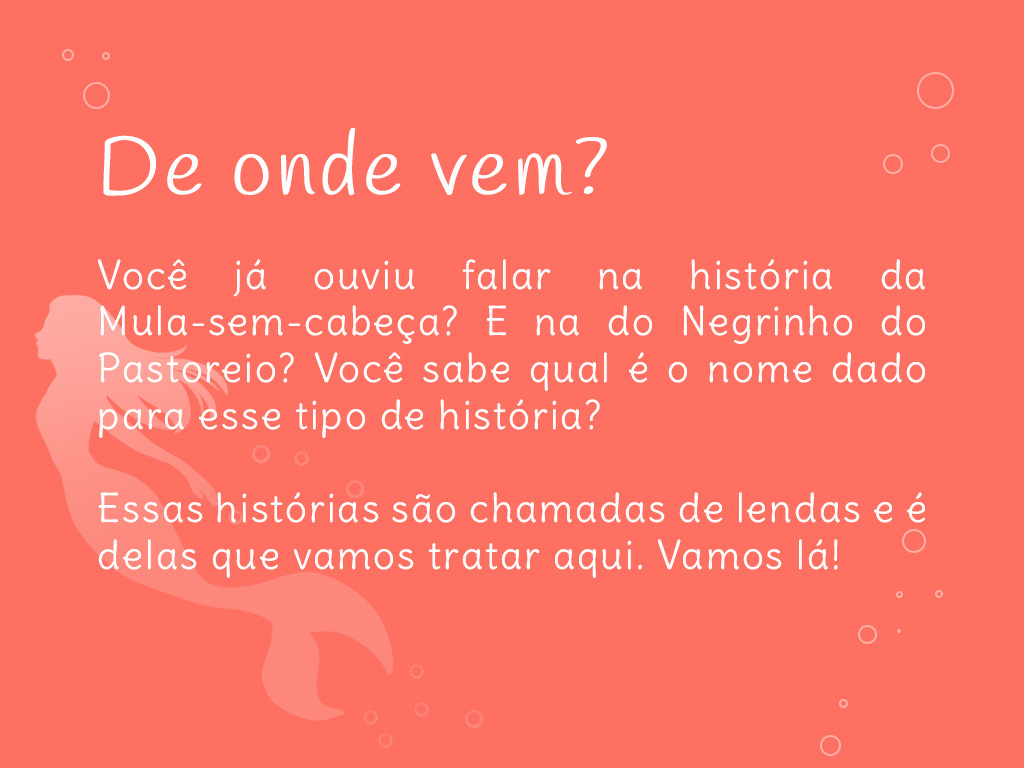 De onde vem?
Você já ouviu falar na história da
Mula-sem-cabeça? E na do Negrinho do
Pastoreio? Você sabe qual é o nome dado
para esse tipo de história?
Essas histórias são chamadas de lendas e é
delas que vamos tratar aqui. Vamos lá!